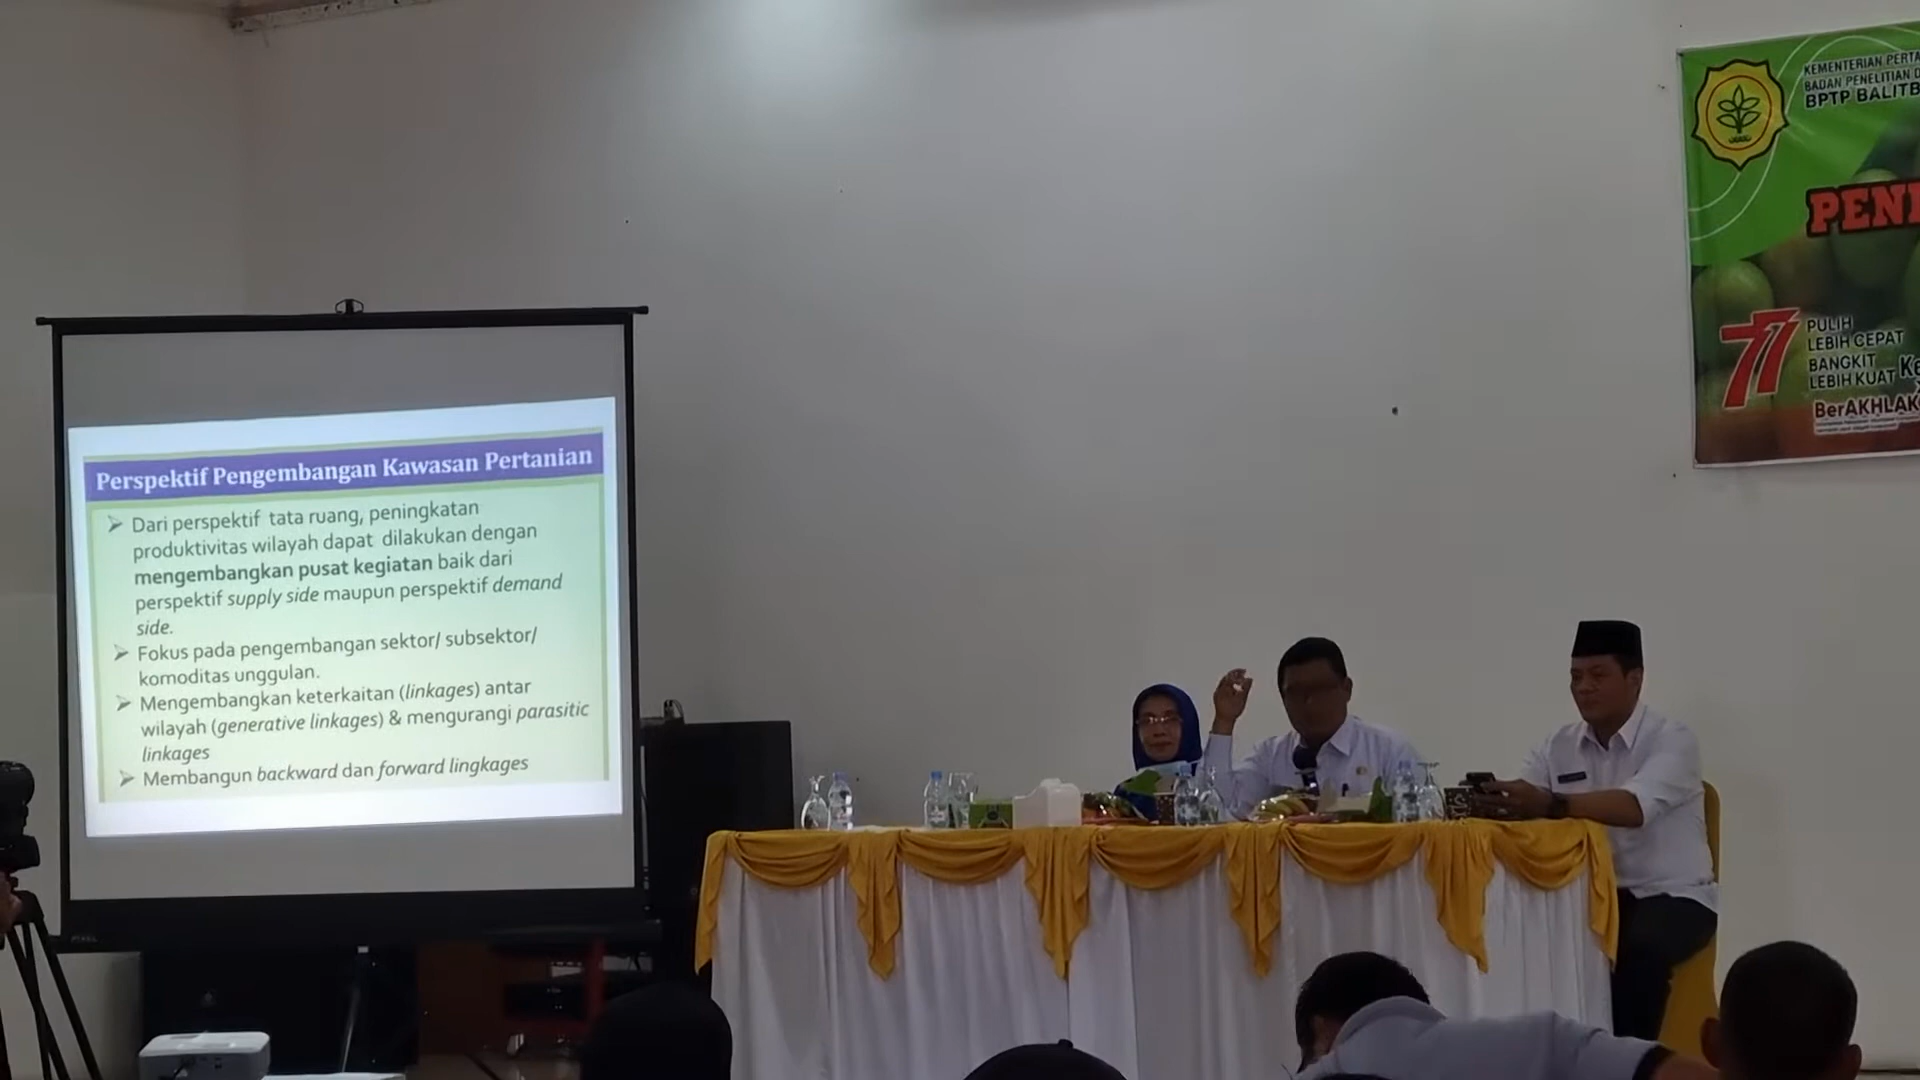 Perspektif Pengembangan Kawasan Pertanian
Dari perspektif tata ruang, peningkatan
produktivitas wilayah dapat dilakukan dengan
mengembangkan pusat kegiatan baik dari
perspektif supply side maupun perspektif demand
side.
Fokus pada pengembangan sektor/ subsektor/
komoditas unggulan.
Mengembangkan keterkaitan (linkages) antar
wilayah (generative linkages) & mengurangi parasitic
linkages
Membangun backward dan forward lingkages
KEMENTERIAN PERTA
BADAN PENELITIAN D
BPTP BALITB
PENI
77
PULIH
LEBIH CEPAT
BANGKIT
LEBIH KUAT
Ke
BerAKHLAK